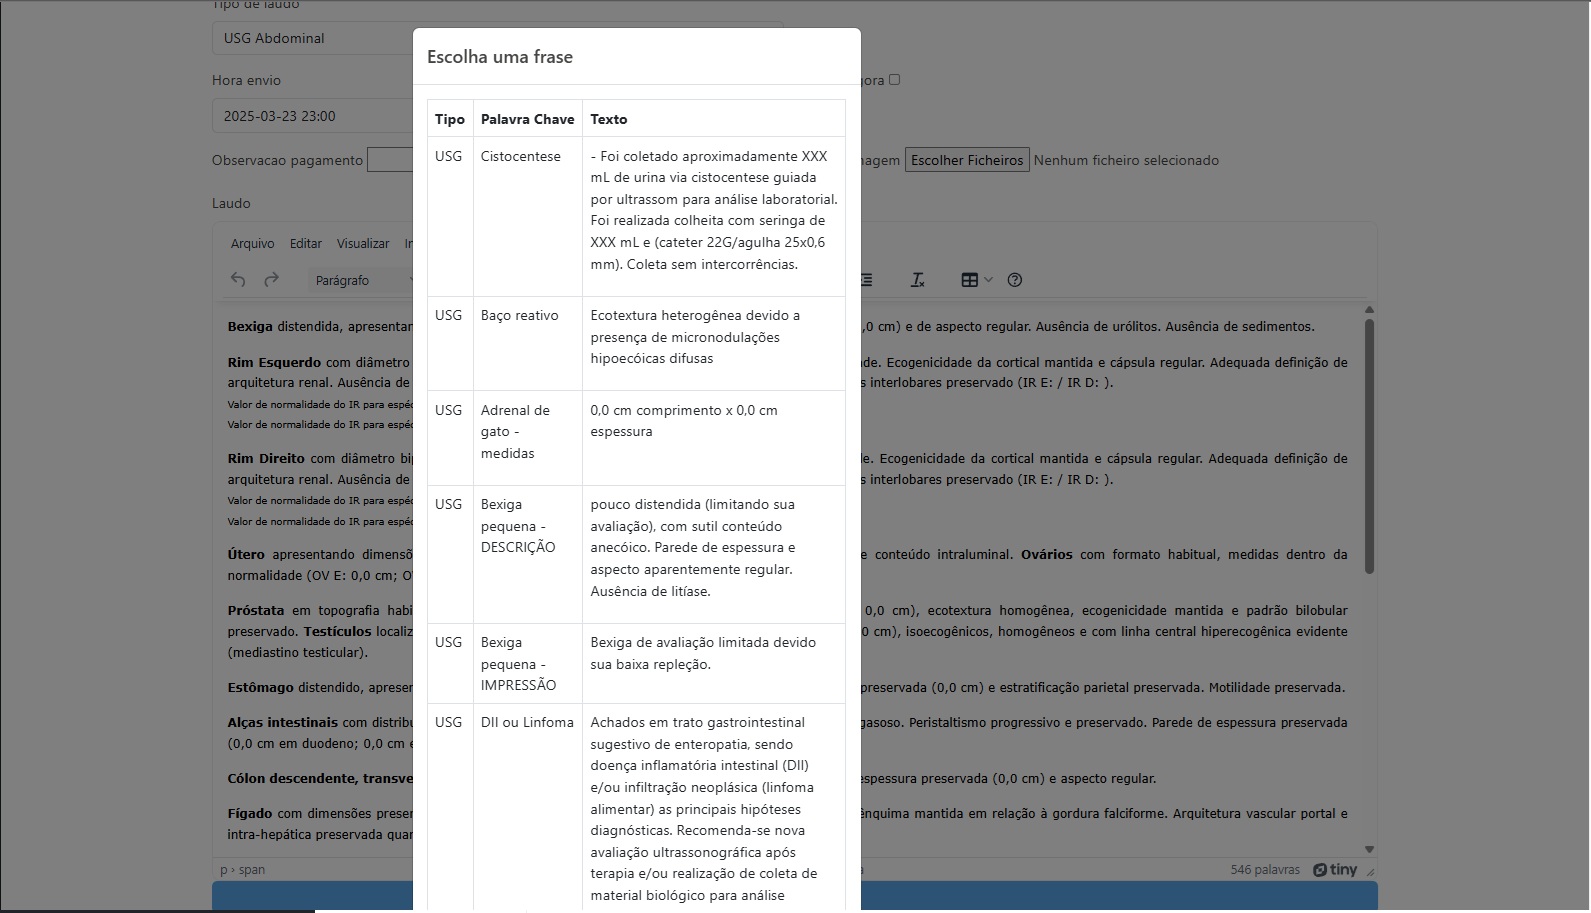 Tipo de laudo
USG Abdominal
Hora envio
gora
2025-03-23 23:00
Observacao pagamento
nagem Escolher Ficheiros Nenhum ficheiro selecionado
Laudo
Arquivo Editar Visualizar In
Parágrafo
Bexiga distendida, apresentar
,0 cm) e de aspecto regular. Ausência de urólitos. Ausência de sedimentos.
Rim Esquerdo com diâmetro
de. Ecogenicidade da cortical mantida e cápsula regular. Adequada definição de
arquitetura renal. Ausência de
s interlobares preservado (IR E: / IR D: ).
Valor de normalidade do IR para espéc
Valor de normalidade do IR para espéc
Rim Direito com diâmetro bip
e. Ecogenicidade da cortical mantida e cápsula regular. Adequada definição de
arquitetura renal. Ausência de
s interlobares preservado (IR E: / IR D: ).
Valor de normalidade do IR para espéc
Valor de normalidade do IR para espéc
Útero apresentando dimensõ
e conteúdo intraluminal. Ovários com formato habitual, medidas dentro da
normalidade (OV E: 0,0 cm; O
Próstata em topografia habi
0,0 cm), ecotextura homogênea, ecogenicidade mantida e padrão bilobular
preservado. Testículos localiz
0 cm), isoecogênicos, homogêneos e com linha central hiperecogênica evidente
(mediastino testicular).
Estômago distendido, apreser
preservada (0,0 cm) e estratificação parietal preservada. Motilidade preservada.
Alças intestinais com distribu
gasoso. Peristaltismo progressivo e preservado. Parede de espessura preservada
(0,0 cm em duodeno; 0,0 cm e
Cólon descendente, transve
espessura preservada (0,0 cm) e aspecto regular.
Fígado com dimensões preser
ênquima mantida em relação à gordura falciforme. Arquitetura vascular portal e
intra-hepática preservada quar
p › span
546 palavras tiny
Escolha uma frase
Tipo Palavra Chave Texto
USG Cistocentese - Foi coletado aproximadamente XXX
mL de urina via cistocentese guiada
por ultrassom para análise laboratorial.
Foi realizada colheita com seringa de
XXX mL e (cateter 22G/agulha 25x0,6
mm). Coleta sem intercorrências.
USG Baço reativo Ecotextura heterogênea devido a
presença de micronodulações
hipoecóicas difusas
USG Adrenal de 0,0 cm comprimento x 0,0 cm
gato - espessura
medidas
USG Bexiga pouco distendida (limitando sua
pequena - avaliação), com sutil conteúdo
DESCRIÇÃO anecóico. Parede de espessura e
aspecto aparentemente regular.
Ausência de litíase.
USG Bexiga Bexiga de avaliação limitada devido
pequena - sua baixa repleção.
IMPRESSÃO
USG DII ou Linfoma Achados em trato gastrointestinal
sugestivo de enteropatia, sendo
doença inflamatória intestinal (DII)
e/ou infiltração neoplásica (linfoma
alimentar) as principais hipóteses
diagnósticas. Recomenda-se nova
avaliação ultrassonográfica após
terapia e/ou realização de coleta de
material biológico para análise